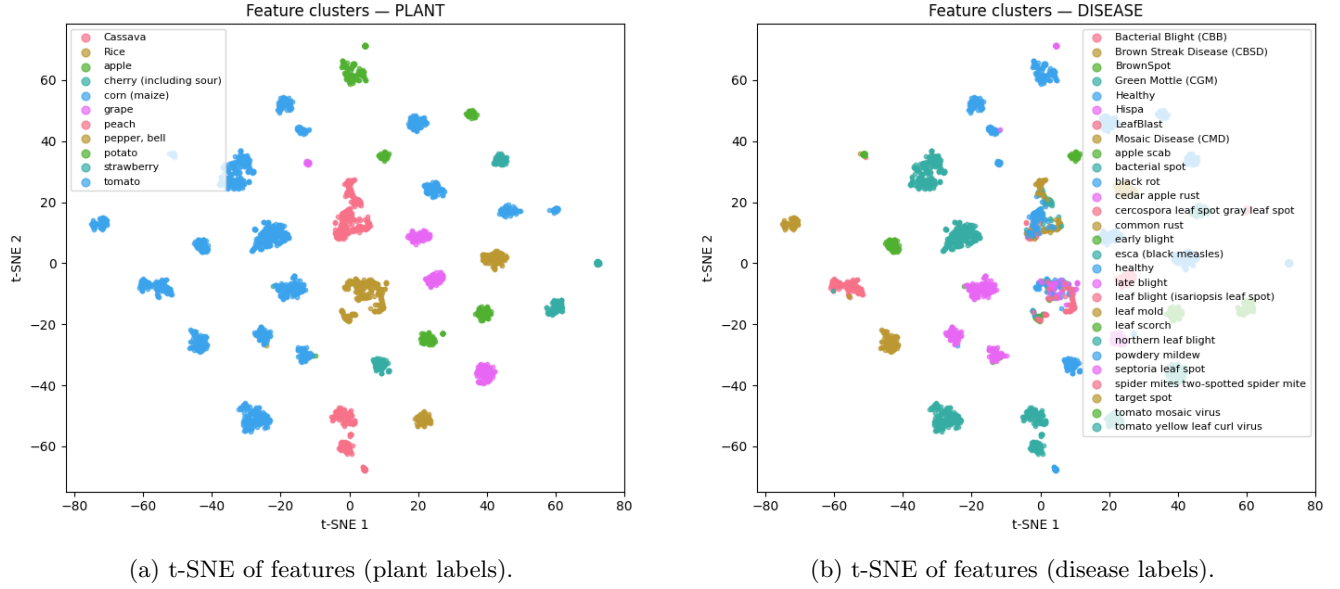 Feature clusters — PLANT
Cassava
Rice
apple
cherry (including sour)
corn (maize)
grape
peach
pepper, bell
potato
strawberry
tomato
t-SNE 2
60
40
20
0
−20
−40
−60
−80
−60
−40
−20
0
20
40
60
80
t-SNE 1
(a) t-SNE of features (plant labels).
Feature clusters — DISEASE
Bacterial Blight (CBB)
Brown Streak Disease (CBSD)
BrownSpot
Green Mottle (CGM)
Healthy
Hispa
LeafBlast
Mosaic Disease (CMD)
apple scab
bacterial spot
black rot
cedar apple rust
cercospora leaf spot gray leaf spot
common rust
early blight
esca (black measles)
healthy
late blight
leaf blight (isariopsis leaf spot)
leaf mold
leaf scorch
northern leaf blight
powdery mildew
septoria leaf spot
spider mites two-spotted spider mite
target spot
tomato mosaic virus
tomato yellow leaf curl virus
t-SNE 2
60
40
20
0
−20
−40
−60
−80
−60
−40
−20
0
20
40
60
80
t-SNE 1
(b) t-SNE of features (disease labels).